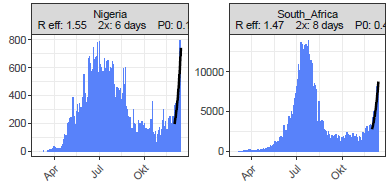 Nigeria
R eff: 1.55 2x: 6 days P0: 0.1
800
600
400
200
0
Apr Jul Okt
South_Africa
R eff: 1.47 2x: 8 days P0: 0.4
10000
5000
0
Apr Jul Okt